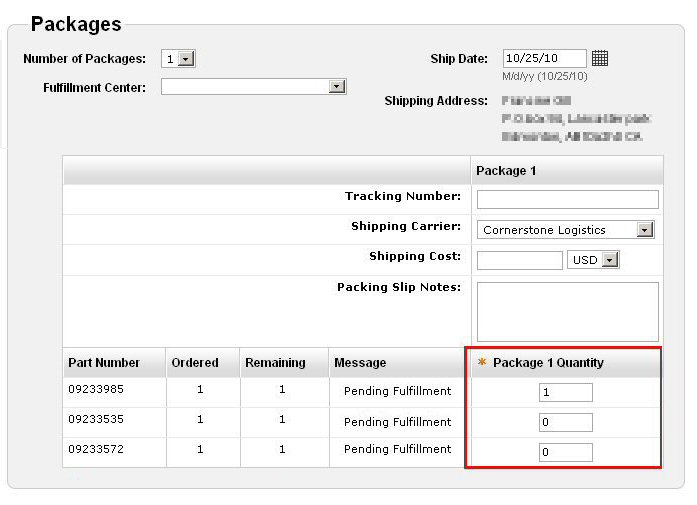 Packages
Number of Packages: 1
Ship Date: 10/25/10
M/d/yy (10/25/10)
Fulfillment Center:
Shipping Address:
Package 1
Tracking Number:
Shipping Carrier: Cornerstone Logistics
Shipping Cost: USD
Packing Slip Notes:
Part Number Ordered Remaining Message * Package 1 Quantity
09233985 1 1 Pending Fulfillment 1
09233535 1 1 Pending Fulfillment 0
09233572 1 1 Pending Fulfillment 0